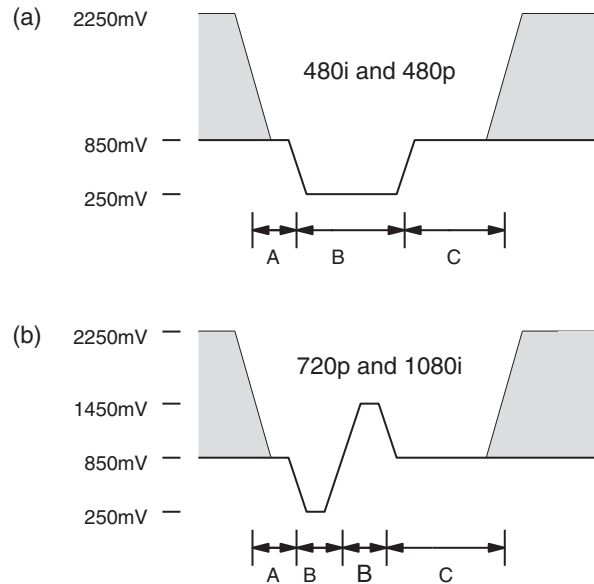 (a)
2250mV
480i and 480p
850mV
250mV
A B C
(b)
2250mV
720p and 1080i
1450mV
850mV
250mV
A B B C